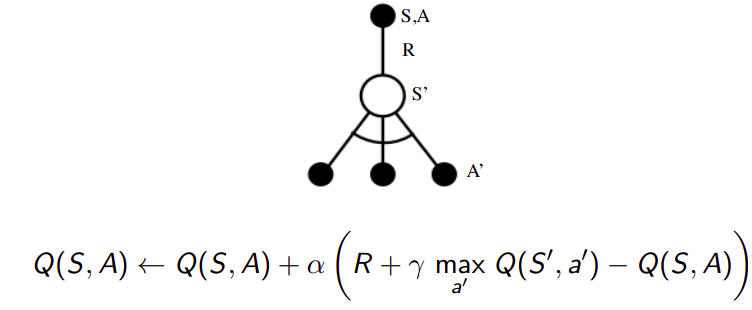 S,A
R
S'
A'
Q(S, A) ← Q(S, A) + α ( R + γ max_{a′} Q(S′, a′) − Q(S, A) )